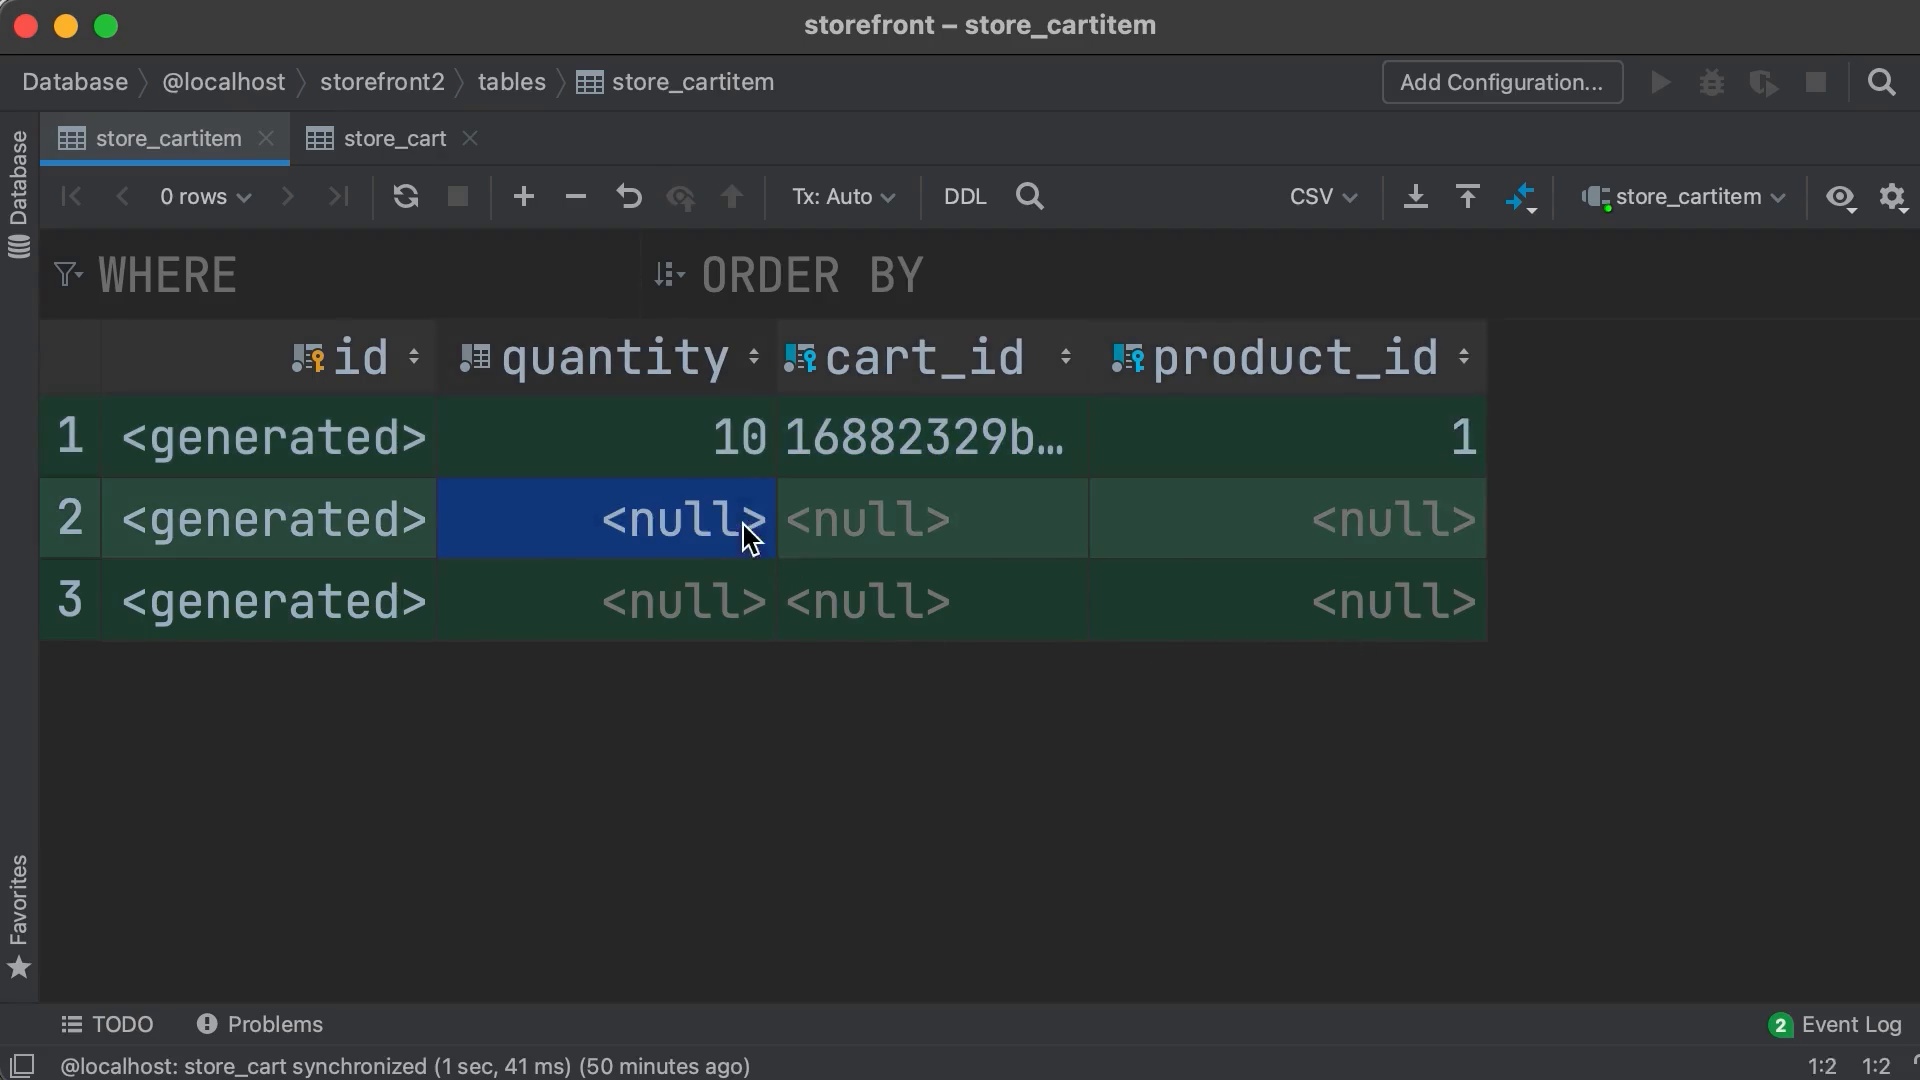 storefront – store_cartitem
Database @localhost storefront2 tables store_cartitem Add Configuration...
store_cartitem store_cart
0 rows Tx: Auto DDL CSV store_cartitem
WHERE ORDER BY
id quantity cart_id product_id
1 <generated> 10 16882329b… 1
2 <generated> <null> <null> <null>
3 <generated> <null> <null> <null>
Database
Favorites
TODO Problems 2 Event Log
@localhost: store_cart synchronized (1 sec, 41 ms) (50 minutes ago) 1:2 1:2